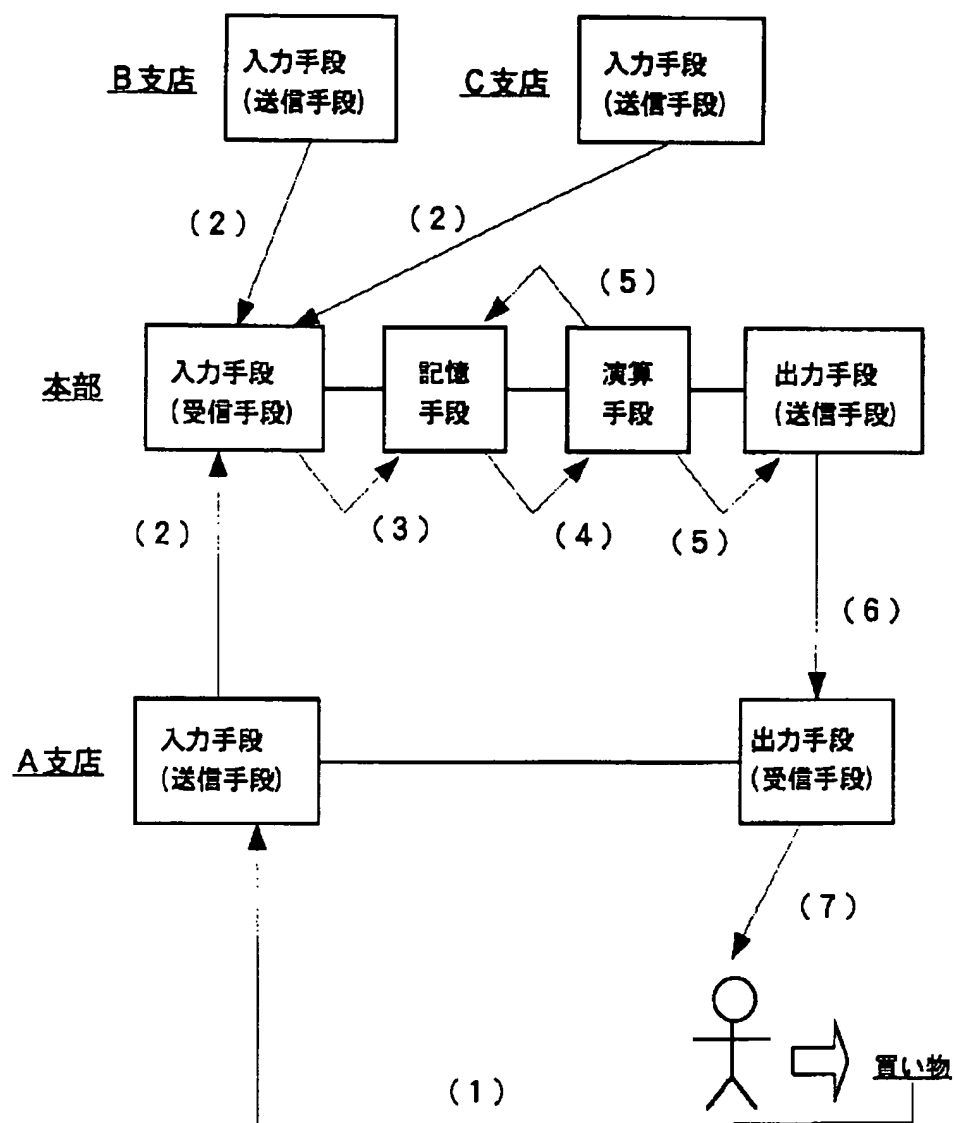 B支店
入力手段
(送信手段)
C支店
入力手段
(送信手段)
(2)
(2)
(5)
本部
入力手段
(受信手段)
記憶
手段
演算
手段
出力手段
(送信手段)
(2)
(3)
(4)
(5)
(6)
A支店
入力手段
(送信手段)
出力手段
(受信手段)
(7)
(1)
買い物